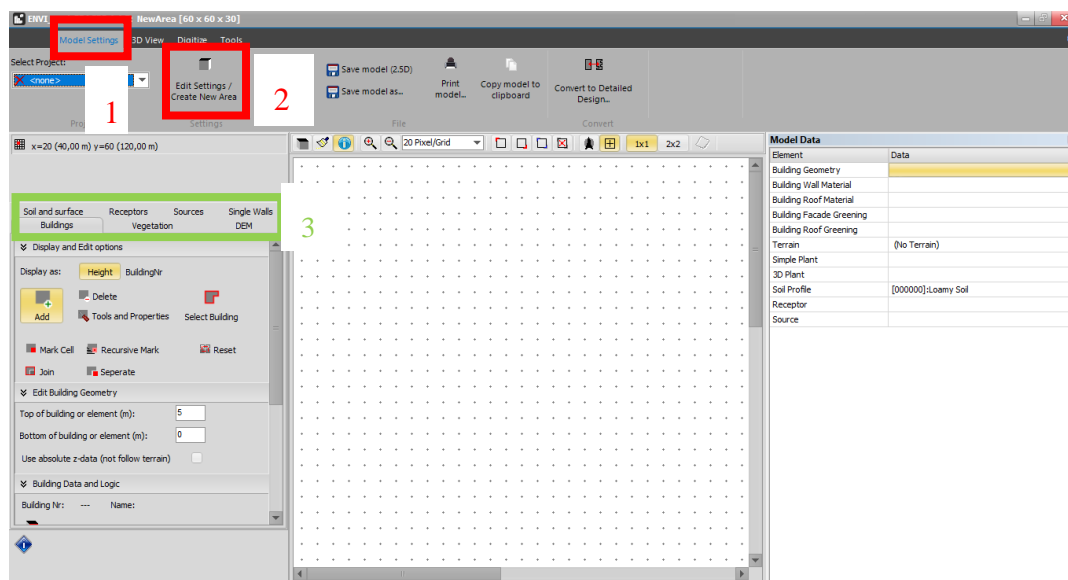 ENVI NewArea [60 x 60 x 30]
Model Settings 3D View Digitize Tools
Select Project:
<none>
1
Edit Settings /
Create New Area
Settings
2
Save model (2.5D)
Save model as...
Print
model...
Copy model to
clipboard
File
Convert to Detailed
Design...
Convert
x=20 (40,00 m) y=60 (120,00 m)
20 Pixel/Grid 1x1 2x2
Soil and surface Receptors Sources Single Walls
Buildings Vegetation DEM
3
Display and Edit options
Display as: Height BuildingNr
Add
Delete
Tools and Properties
Select Building
Mark Cell Recursive Mark Reset
Join Seperate
Edit Building Geometry
Top of building or element (m): 5
Bottom of building or element (m): 0
Use absolute z-data (not follow terrain)
Building Data and Logic
Building Nr: --- Name:
Model Data
Element Data
Building Geometry
Building Wall Material
Building Roof Material
Building Facade Greening
Building Roof Greening
Terrain (No Terrain)
Simple Plant
3D Plant
Soil Profile [000000]:Loamy Soil
Receptor
Source